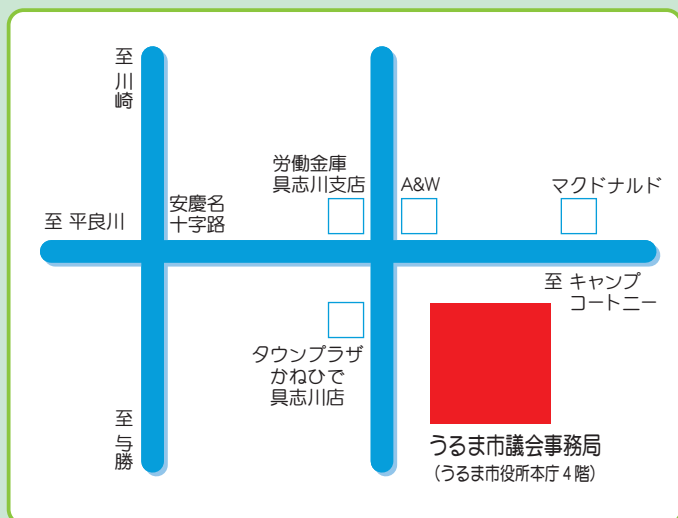 至 川崎
労働金庫
具志川支店
A&W
マクドナルド
安慶名
十字路
至 平良川
至 キャンプ
コートニー
タウンプラザ
かねひで
具志川店
至 与勝
うるま市議会事務局
（うるま市役所本庁４階）